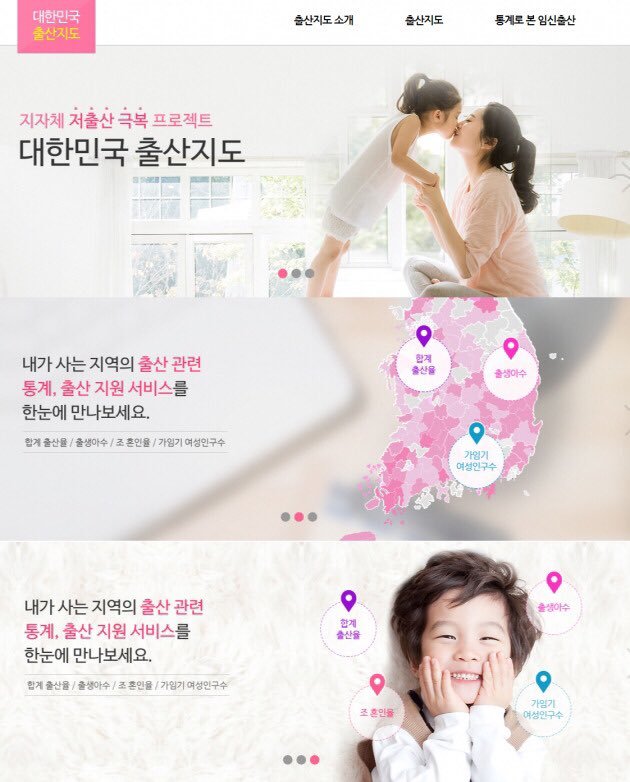 대한민국
출산지도
출산지도 소개
출산지도
통계로 본 임신출산
지자체 저출산 극복 프로젝트
대한민국 출산지도
내가 사는 지역의 출산 관련
통계, 출산 지원 서비스를
한눈에 만나보세요.
합계 출산율 / 출생아수 / 조 혼인율 / 가임기 여성인구수
합계
출산율
출생아수
가임기
여성인구수
내가 사는 지역의 출산 관련
통계, 출산 지원 서비스를
한눈에 만나보세요.
합계 출산율 / 출생아수 / 조 혼인율 / 가임기 여성인구수
합계
출산율
출생아수
조 혼인율
가임기
여성인구수